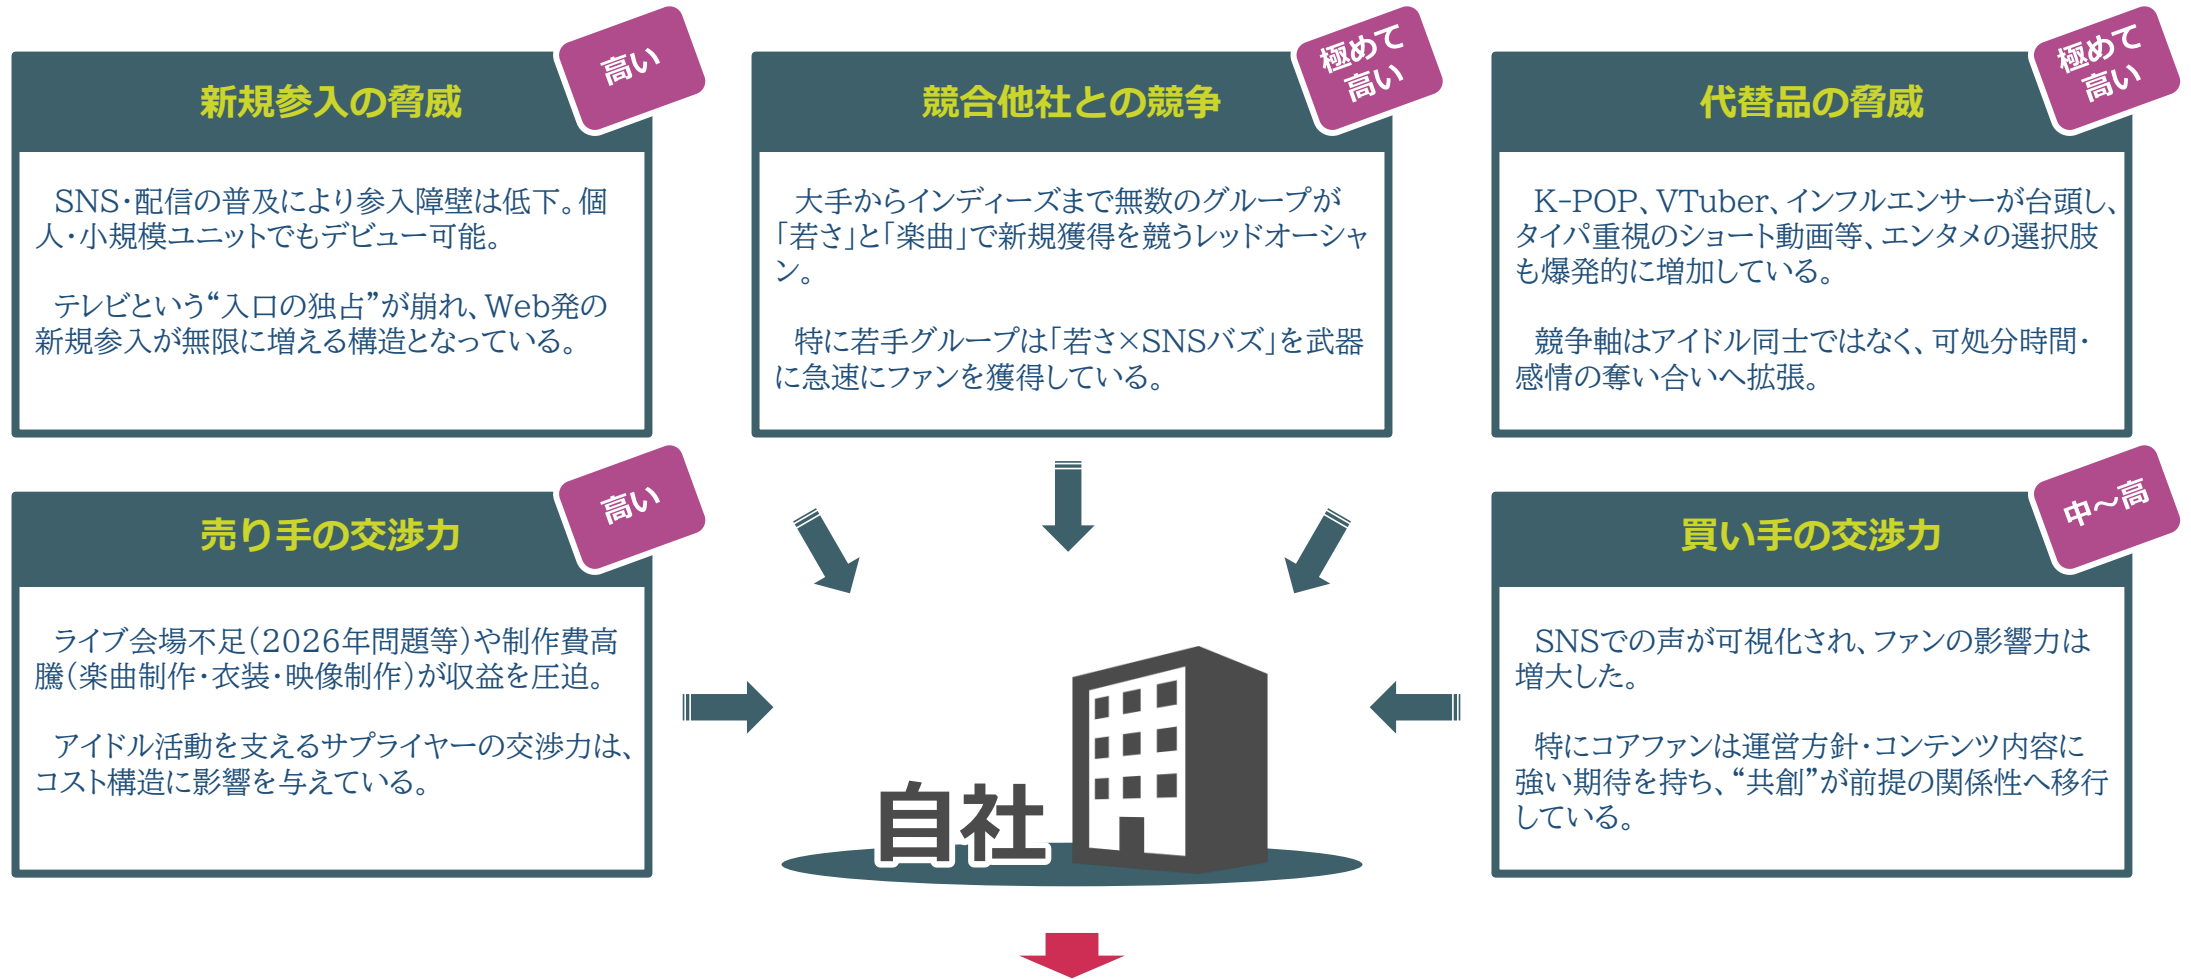 高い
新規参入の脅威
SNS・配信の普及により参入障壁は低下。個
人・小規模ユニットでもデビュー可能。
テレビという“入口の独占”が崩れ、Web発の
新規参入が無限に増える構造となっている。
極めて
高い
競合他社との競争
大手からインディーズまで無数のグループが
「若さ」と「楽曲」で新規獲得を競うレッドオーシャ
ン。
特に若手グループは「若さ×SNSバズ」を武器
に急速にファンを獲得している。
極めて
高い
代替品の脅威
K-POP、VTuber、インフルエンサーが台頭し、
タイパ重視のショート動画等、エンタメの選択肢
も爆発的に増加している。
競争軸はアイドル同士ではなく、可処分時間・
感情の奪い合いへ拡張。
高い
売り手の交渉力
ライブ会場不足（2026年問題等）や制作費高
騰（楽曲制作・衣装・映像制作）が収益を圧迫。
アイドル活動を支えるサプライヤーの交渉力は、
コスト構造に影響を与えている。
自社
中～高
買い手の交渉力
SNSでの声が可視化され、ファンの影響力は
増大した。
特にコアファンは運営方針・コンテンツ内容に
強い期待を持ち、“共創”が前提の関係性へ移行
している。